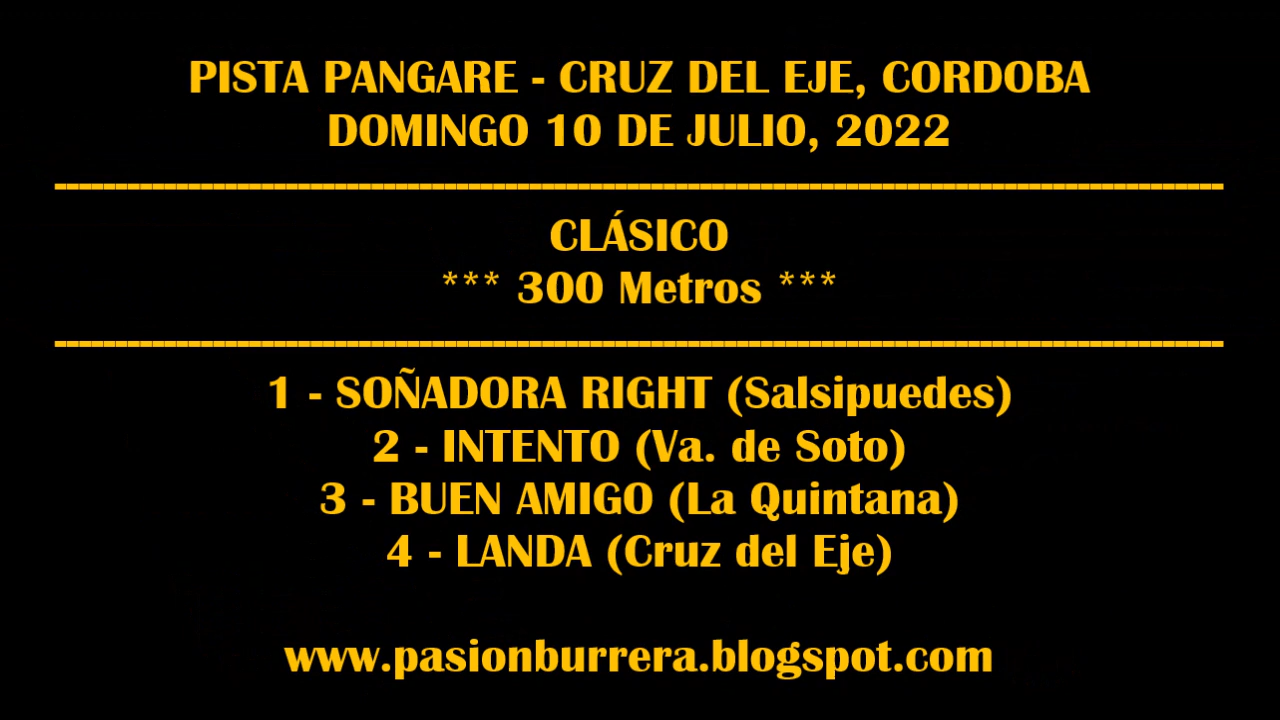 PISTA PANGARE - CRUZ DEL EJE, CORDOBA
DOMINGO 10 DE JULIO, 2022
CLÁSICO
*** 300 Metros ***
1 - SOÑADORA RIGHT (Salsipuedes)
2 - INTENTO (Va. de Soto)
3 - BUEN AMIGO (La Quintana)
4 - LANDA (Cruz del Eje)
www.pasionburrera.blogspot.com